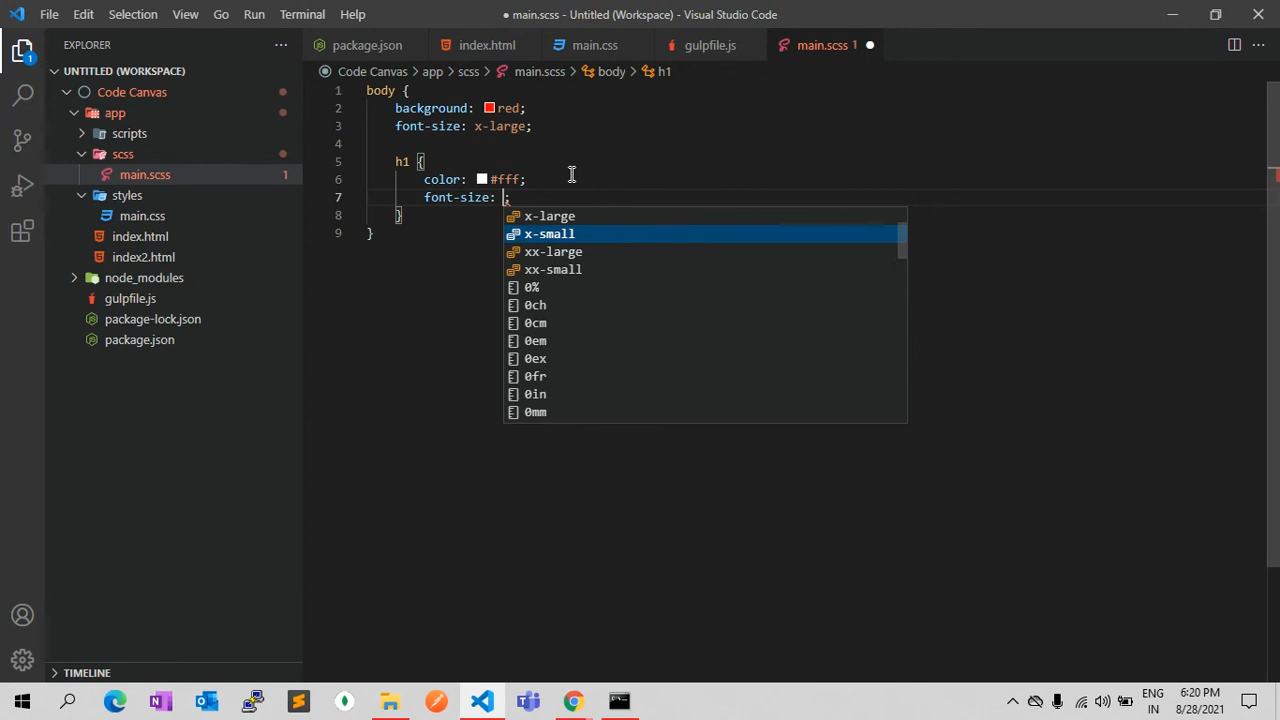 File Edit Selection View Go Run Terminal Help
● main.scss - Untitled (Workspace) - Visual Studio Code
EXPLORER
1
package.json
index.html
main.css
gulpfile.js
main.scss 1
UNTITLED (WORKSPACE)
Code Canvas
app
scripts
scss
main.scss 1
styles
main.css
index.html
index2.html
node_modules
gulpfile.js
package-lock.json
package.json
TIMELINE
Code Canvas > app > scss > main.scss > body > h1
1 body {
2 background: red;
3 font-size: x-large;
4
5 h1 {
6 color: #fff;
7 font-size: ;
8 }
9 }
x-large
x-small
xx-large
xx-small
0%
0ch
0cm
0em
0ex
0fr
0in
0mm
ENG
IN
6:20 PM
8/28/2021